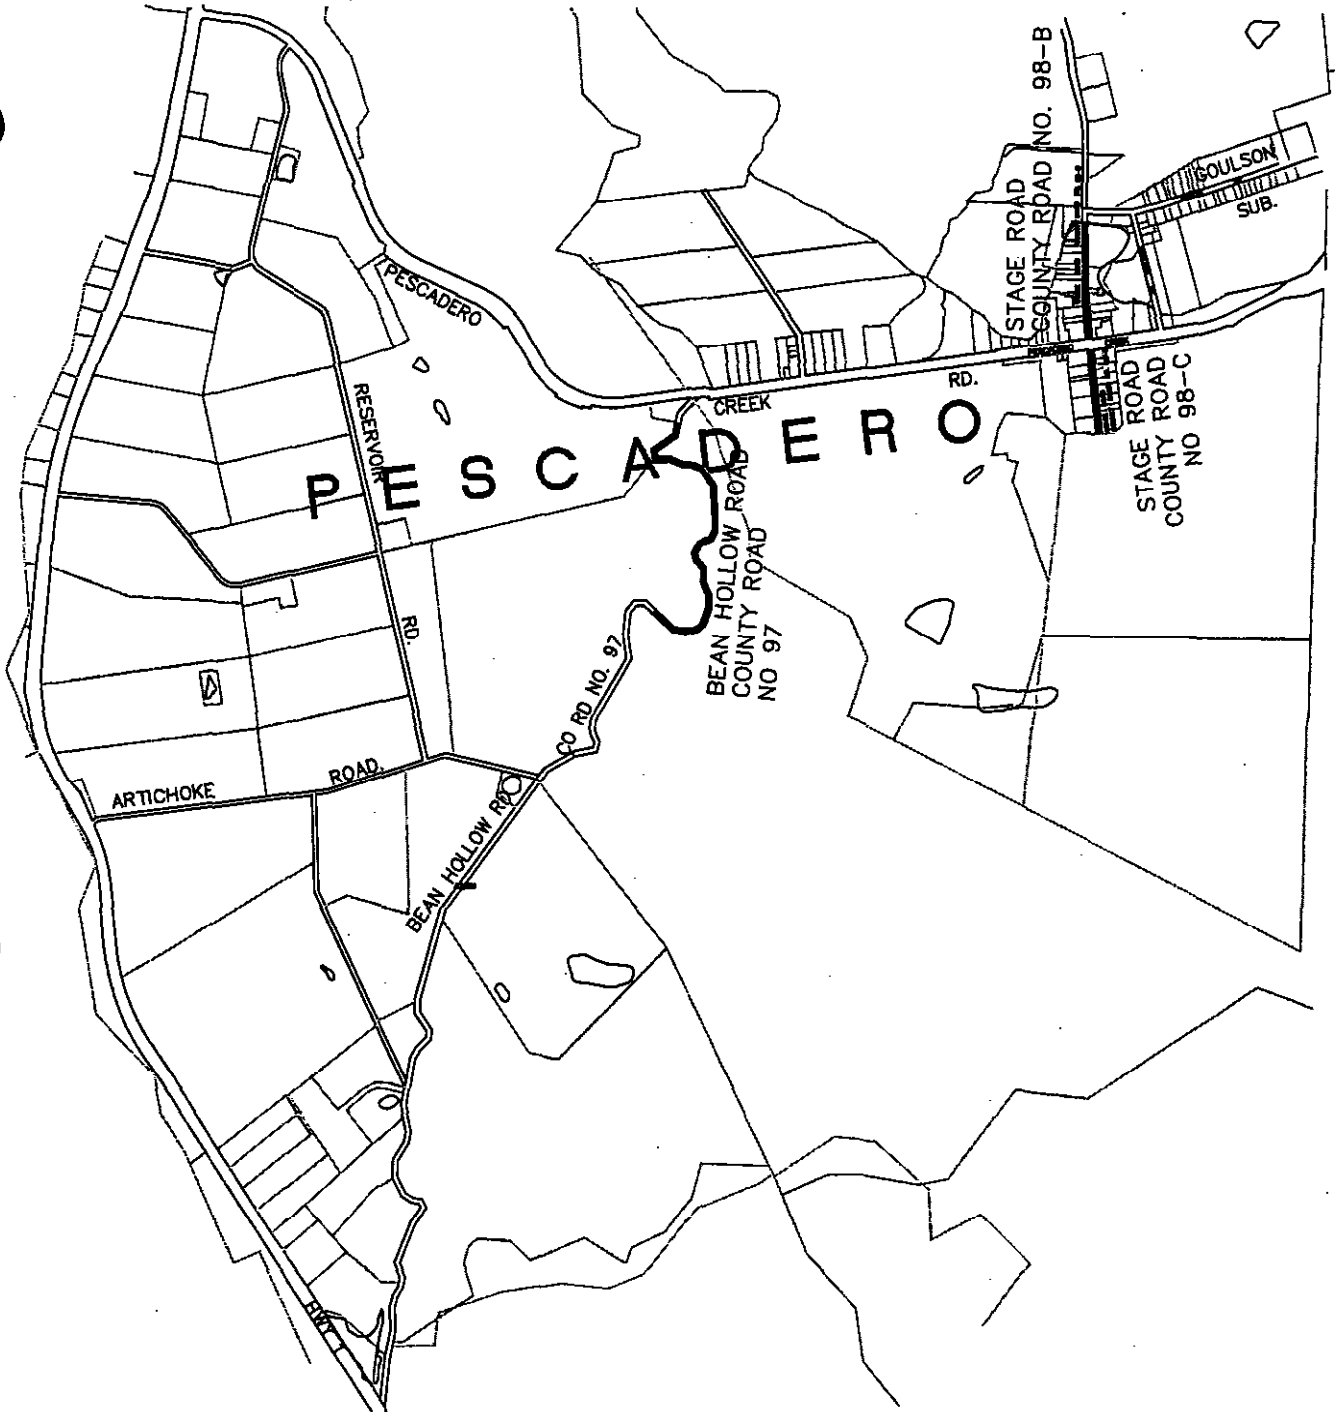 STAGE ROAD
COUNTY ROAD NO. 98-B
GOULSON
SUB.
PESCADERO
CREEK
RD.
RESERVOIR
RD.
PESCADERO
STAGE ROAD
COUNTY ROAD
NO 98-C
BEAN HOLLOW ROAD
COUNTY ROAD
NO 97
CO RD NO. 97
ARTICHOKE
ROAD.
BEAN HOLLOW RD
HWY 1